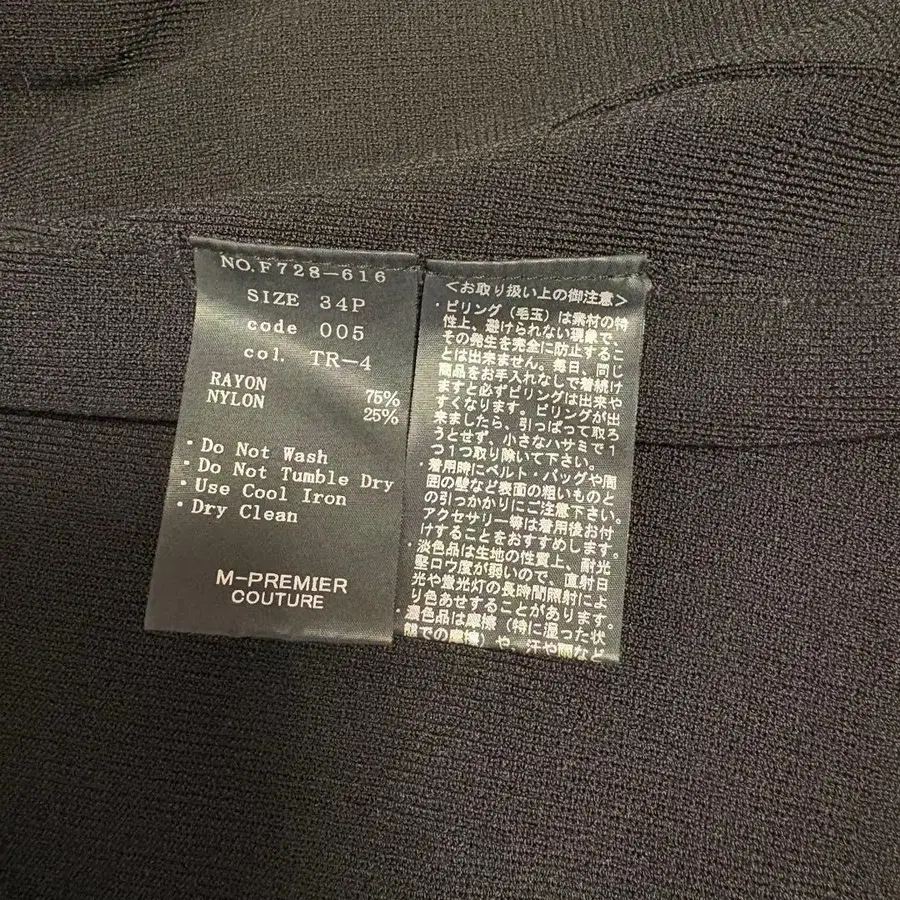 NO.F728-616
SIZE 34P
code 005
col. TR-4
RAYON 75%
NYLON 25%
・Do Not Wash
・Do Not Tumble Dry
・Use Cool Iron
・Dry Clean
M-PREMIER
COUTURE
<お取り扱い上の御注意>
・ピリング（毛玉）は素材の特
性上、避けられない現象で、
その発生を完全に防止するこ
とは出来ません。毎日、同じ
商品をお手入れなしで着続け
ますと必ずピリングは出来や
すくなります。ピリングが出
来ましたら、引っぱって取ろ
うとせず、小さなハサミで1
つ1つ取り除いて下さい。
・着用時にベルト・バッグや周
囲の壁など表面の粗いものと
の引っかかりにご注意下さい。
アクセサリー等は着用後お付
けすることをおすすめします。
・淡色品は生地の性質上、耐光
堅ロウ度が弱いので、直射日
光や螢光灯の長時間照射によ
り色あせすることがあります。
・濃色品は摩擦（特に湿った状
態での摩擦）や、汗や雨など